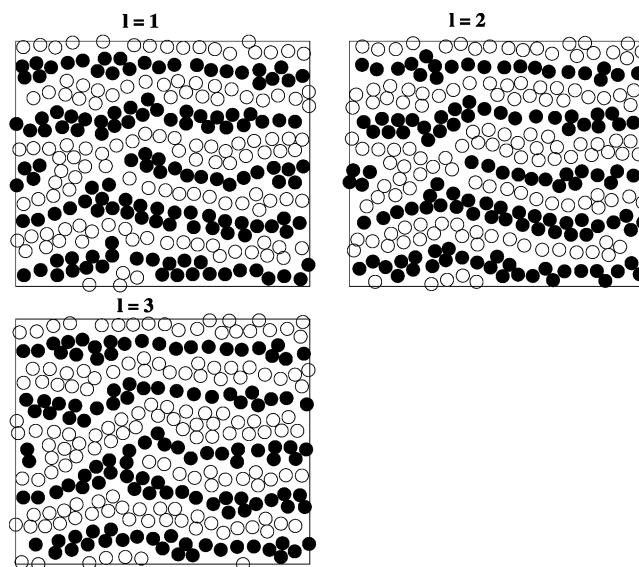 l = 1
l = 2
l = 3